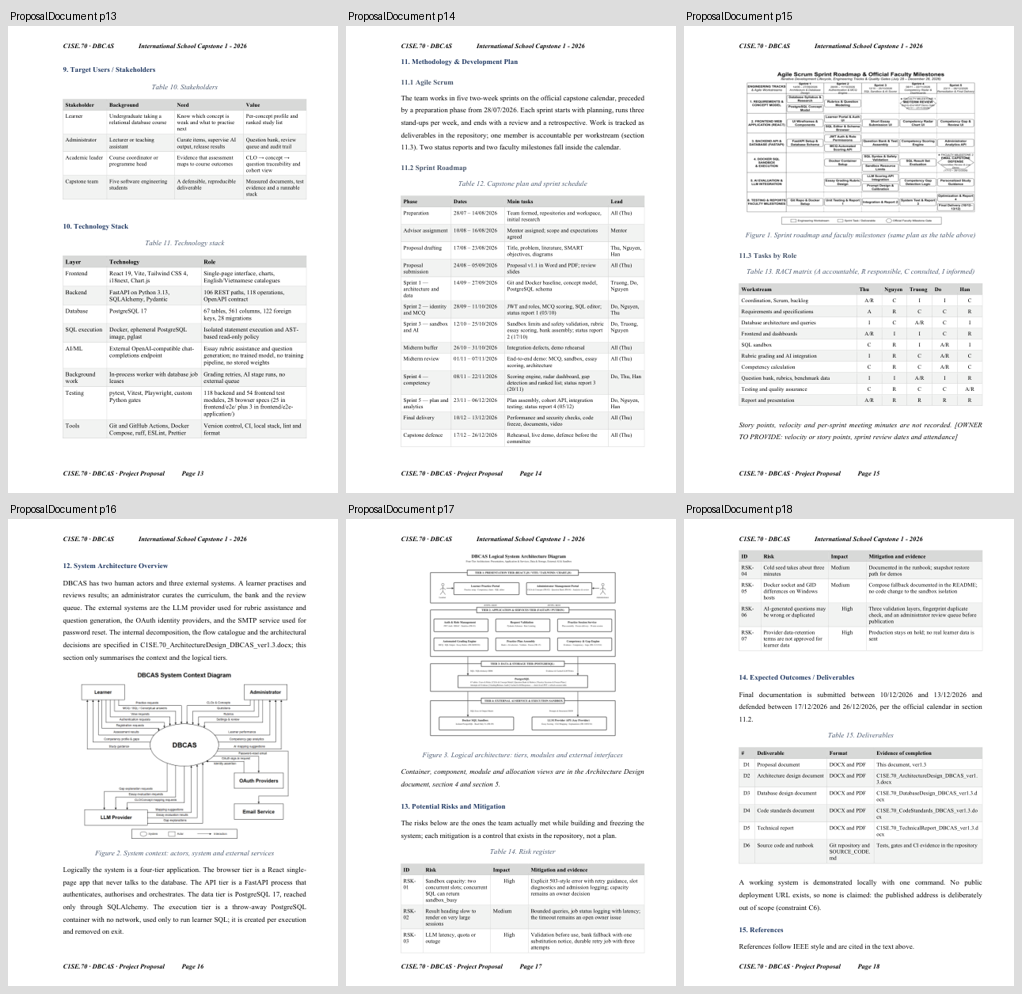 ProposalDocument p13
CISE.70 · DBCAS International School Capstone 1 - 2026
9. Target Users / Stakeholders
Table 10. Stakeholders
Stakeholder Background Need Value
Learner Undergraduate taking a relational database course Know which concept is weak and what to practise next Per-concept profile and ranked study list
Administrator Lecturer or teaching assistant Curate items, supervise AI output, release results Question bank, review queue and audit trail
Academic leader Course coordinator or programme head Evidence that assessment maps to course outcomes CLO → concept → question traceability and cohort view
Capstone team Five software engineering students A defensible, reproducible deliverable Measured documents, test evidence and a runnable stack
10. Technology Stack
Table 11. Technology stack
Layer Technology Role
Frontend React 19, Vite, Tailwind CSS 4, i18next, Chart.js Single-page interface, charts, English/Vietnamese catalogues
Backend FastAPI on Python 3.13, SQLAlchemy, Pydantic 106 REST paths, 118 operations, OpenAPI contract
Database PostgreSQL 17 67 tables, 561 columns, 122 foreign keys, 28 migrations
SQL execution Docker, ephemeral PostgreSQL image, pglast Isolated statement execution and AST-based read-only policy
AI/ML External OpenAI-compatible chat-completions endpoint Essay rubric assistance and question generation; no trained model, no training pipeline, no stored weights
Background work In-process worker with database job leases Grading retries, AI stage runs, no external queue
Testing pytest, Vitest, Playwright, custom Python gates 118 backend and 54 frontend test modules, 28 browser specs (25 in frontend/e2e/ plus 3 in frontend/e2e-application/)
Tools Git and GitHub Actions, Docker Compose, ruff, ESLint, Prettier Version control, CI, local stack, lint and format
CISE.70 - DBCAS · Project Proposal Page 13
ProposalDocument p14
CISE.70 · DBCAS International School Capstone 1 - 2026
11. Methodology & Development Plan
11.1 Agile Scrum
The team works in five two-week sprints on the official capstone calendar, preceded
by a preparation phase from 28/07/2026. Each sprint starts with planning, runs three
stand-ups per week, and ends with a review and a retrospective. Work is tracked as
deliverables in the repository; one member is accountable per workstream (section
11.3). Two status reports and two faculty milestones fall inside the calendar.
11.2 Sprint Roadmap
Table 12. Capstone plan and sprint schedule
Phase Dates Main tasks Lead
Preparation 28/07 - 14/08/2026 Team formed, repositories and workspace, initial research All (Thu)
Advisor assignment 10/08 - 16/08/2026 Mentor assigned; scope and expectations agreed Mentor
Proposal drafting 17/08 - 23/08/2026 Title, problem, literature, SMART objectives Thu, Nguyen, Han
Proposal submission 24/08 - 05/09/2026 Proposal v1.1 in Word and PDF; review slides All (Thu)
Sprint 1 — architecture and data 14/09 - 27/09/2026 Git and Docker baseline, concept model, PostgreSQL schema Truong, Do, Nguyen
Sprint 2 — identity and MCQ 28/09 - 11/10/2026 JWT and roles, MCQ scoring, SQL editor; status report 1 (03/10) Do, Nguyen, Thu
Sprint 3 — sandbox and AI 12/10 - 25/10/2026 Sandbox limits and safety validation, rubric essay scoring, bank assembly; status report 2 (17/10) Do, Truong, Nguyen
Midterm buffer 26/10 - 31/10/2026 Integration defects, demo rehearsal All (Thu)
Midterm review 01/11 - 07/11/2026 End-to-end demo: MCQ, sandbox, essay scoring, architecture All (Thu)
Sprint 4 — competency 08/11 - 22/11/2026 Scoring engine, radar dashboard, gap detection and ranked list; status report 3 (20/11) Do, Thu, Han
Sprint 5 — plan and analytics 23/11 - 06/12/2026 Plan assembly, cohort API, integration testing, status report 4 (05/12) Do, Nguyen, Han
Final delivery 10/12 - 13/12/2026 Performance and security checks, code freeze, documents, video All (Thu)
Capstone defence 17/12 - 26/12/2026 Rehearsal, live demo, defence before the committee All (Thu)
CISE.70 - DBCAS · Project Proposal Page 14
ProposalDocument p15
CISE.70 · DBCAS International School Capstone 1 - 2026
Agile Scrum Sprint Roadmap & Official Faculty Milestones
Figure 1. Sprint roadmap and faculty milestones (same plan as the table above)
11.3 Tasks by Role
Table 13. RACI matrix (A accountable, R responsible, C consulted, I informed)
Workstream Thu Nguyen Truong Do Han
Coordination, Scrum, backlog A/R C I I C
Requirements and specifications A R C C R
Database architecture and queries I C A/R C I
Frontend and dashboards A/R C R C I
SQL sandbox C R C A/R I
Rubric grading and AI integration I R C A/R C
Competency calculation C R C A/R C
Question bank, rubrics, benchmark data I I A/R I R
Testing and quality assurance C R C C A/R
Report and presentation A/R R R R R
Story points, velocity and per-sprint meeting minutes are not recorded. [OWNER
TO PROVIDE: velocity or story points, sprint review dates and attendance]
CISE.70 - DBCAS · Project Proposal Page 15
ProposalDocument p16
CISE.70 · DBCAS International School Capstone 1 - 2026
12. System Architecture Overview
DBCAS has two human actors and three external systems. A learner practises and
reviews results; an administrator curates the curriculum, the bank and the review
queue. The external systems are the LLM provider used for rubric assistance and
question generation, the OAuth identity providers, and the SMTP service used for
password reset. The internal decomposition, the flow catalogue and the architectural
decisions are specified in C1SE.70_ArchitectureDesign_DBCAS_ver1.3.docx; this
section only summarises the context and the logical tiers.
DBCAS System Context Diagram
Learner
Administrator
DBCAS
OAuth Providers
Email Service
LLM Provider
Figure 2. System context: actors, system and external services
Logically the system is a four-tier application. The browser tier is a React single-
page app that never talks to the database. The API tier is a FastAPI process that
authenticates, authorises and orchestrates. The data tier is PostgreSQL 17, reached
only through SQLAlchemy. The execution tier is a throw-away PostgreSQL
container with no network, used only to run learner SQL; it is created per execution
and removed on exit.
CISE.70 - DBCAS · Project Proposal Page 16
ProposalDocument p17
CISE.70 · DBCAS International School Capstone 1 - 2026
DBCAS Logical System Architecture Diagram
Figure 3. Logical architecture: tiers, modules and external interfaces
Container, component, module and allocation views are in the Architecture Design
document, section 4 and section 5.
13. Potential Risks and Mitigation
The risks below are the ones the team actually met while building and freezing the
system; each mitigation is a control that exists in the repository, not a plan.
Table 14. Risk register
ID Risk Impact Mitigation and evidence
RSK-01 Sandbox capacity: two concurrent slots; concurrent SQL can return sandbox_busy High Explicit 503-style error with retry guidance, slot diagnostics and admission logging; capacity remains an owner decision
RSK-02 Result heading slow to render on very large sessions Medium Bounded queries, job status logging with latency; the timeout remains an open owner issue
RSK-03 LLM latency, quota or outage High Validation before use, bank fallback with one substitution notice, durable retry job with three attempts
CISE.70 - DBCAS · Project Proposal Page 17
ProposalDocument p18
CISE.70 · DBCAS International School Capstone 1 - 2026
ID Risk Impact Mitigation and evidence
RSK-04 Cold seed takes about three minutes Medium Documented in the runbook; snapshot restore path for demos
RSK-05 Docker socket and GID differences on Windows hosts Medium Compose fallback documented in the README; no code change to the sandbox isolation
RSK-06 AI-generated questions may be wrong or duplicated High Three validation layers, fingerprint duplicate check, and an administrator review queue before publication
RSK-07 Provider data-retention terms are not approved for learner data High Production stays on hold; no real learner data is sent
14. Expected Outcomes / Deliverables
Final documentation is submitted between 10/12/2026 and 13/12/2026 and
defended between 17/12/2026 and 26/12/2026, per the official calendar in section
11.2.
Table 15. Deliverables
# Deliverable Format Evidence of completion
D1 Proposal document DOCX and PDF This document, ver1.3
D2 Architecture design document DOCX and PDF C1SE.70_ArchitectureDesign_DBCAS_ver1.3.docx
D3 Database design document DOCX and PDF C1SE.70_DatabaseDesign_DBCAS_ver1.3.docx
D4 Code standards document DOCX and PDF C1SE.70_CodeStandards_DBCAS_ver1.3.docx
D5 Technical report DOCX and PDF C1SE.70_TechnicalReport_DBCAS_ver1.3.docx
D6 Source code and runbook Git repository and SOURCE_CODE.md Tests, gates and CI evidence in the repository
A working system is demonstrated locally with one command. No public
deployment URL exists, so none is claimed: the published address is deliberately
out of scope (constraint C6).
15. References
References follow IEEE style and are cited in the text above.
CISE.70 - DBCAS · Project Proposal Page 18